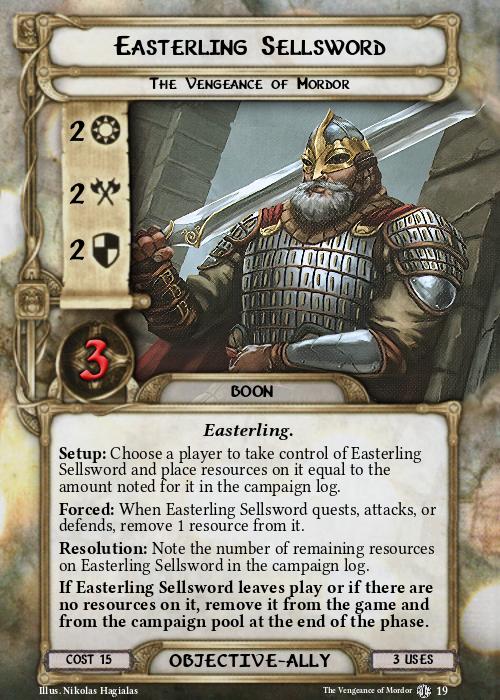 Easterling Sellsword
The Vengeance of Mordor
2
2
2
3
BOON
Easterling.
Setup: Choose a player to take control of Easterling
Sellsword and place resources on it equal to the
amount noted for it in the campaign log.
Forced: When Easterling Sellsword quests, attacks, or
defends, remove 1 resource from it.
Resolution: Note the number of remaining resources
on Easterling Sellsword in the campaign log.
If Easterling Sellsword leaves play or if there are
no resources on it, remove it from the game and
from the campaign pool at the end of the phase.
COST 15
OBJECTIVE-ALLY
3 USES
Illus. Nikolas Hagialas
The Vengeance of Mordor 19